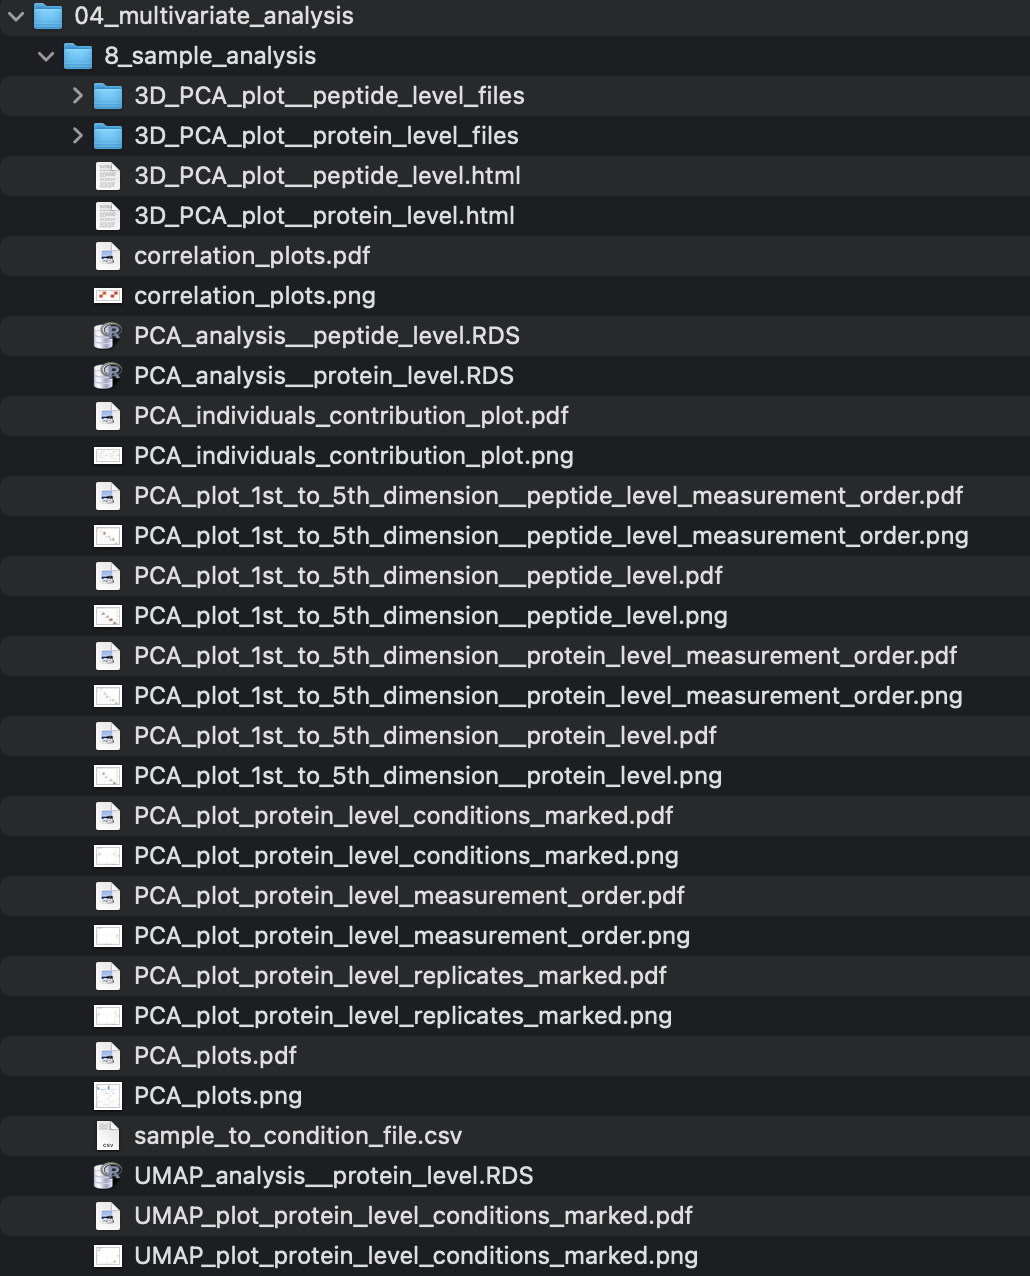 04_multivariate_analysis
8_sample_analysis
3D_PCA_plot__peptide_level_files
3D_PCA_plot__protein_level_files
3D_PCA_plot__peptide_level.html
3D_PCA_plot__protein_level.html
correlation_plots.pdf
correlation_plots.png
PCA_analysis__peptide_level.RDS
PCA_analysis__protein_level.RDS
PCA_individuals_contribution_plot.pdf
PCA_individuals_contribution_plot.png
PCA_plot_1st_to_5th_dimension__peptide_level_measurement_order.pdf
PCA_plot_1st_to_5th_dimension__peptide_level_measurement_order.png
PCA_plot_1st_to_5th_dimension__peptide_level.pdf
PCA_plot_1st_to_5th_dimension__peptide_level.png
PCA_plot_1st_to_5th_dimension__protein_level_measurement_order.pdf
PCA_plot_1st_to_5th_dimension__protein_level_measurement_order.png
PCA_plot_1st_to_5th_dimension__protein_level.pdf
PCA_plot_1st_to_5th_dimension__protein_level.png
PCA_plot_protein_level_conditions_marked.pdf
PCA_plot_protein_level_conditions_marked.png
PCA_plot_protein_level_measurement_order.pdf
PCA_plot_protein_level_measurement_order.png
PCA_plot_protein_level_replicates_marked.pdf
PCA_plot_protein_level_replicates_marked.png
PCA_plots.pdf
PCA_plots.png
CSV sample_to_condition_file.csv
UMAP_analysis__protein_level.RDS
UMAP_plot_protein_level_conditions_marked.pdf
UMAP_plot_protein_level_conditions_marked.png